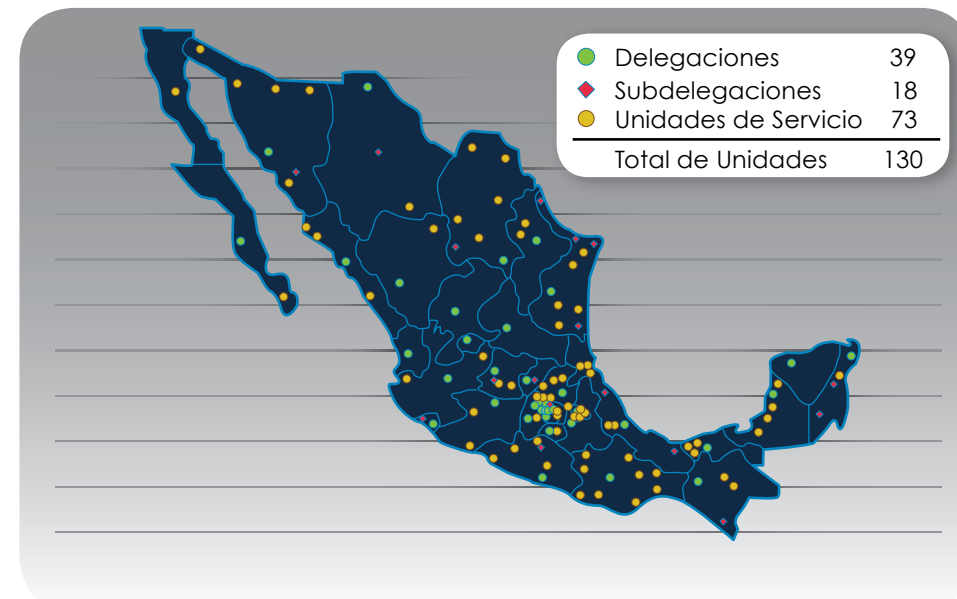 Delegaciones 39
Subdelegaciones 18
Unidades de Servicio 73
Total de Unidades 130